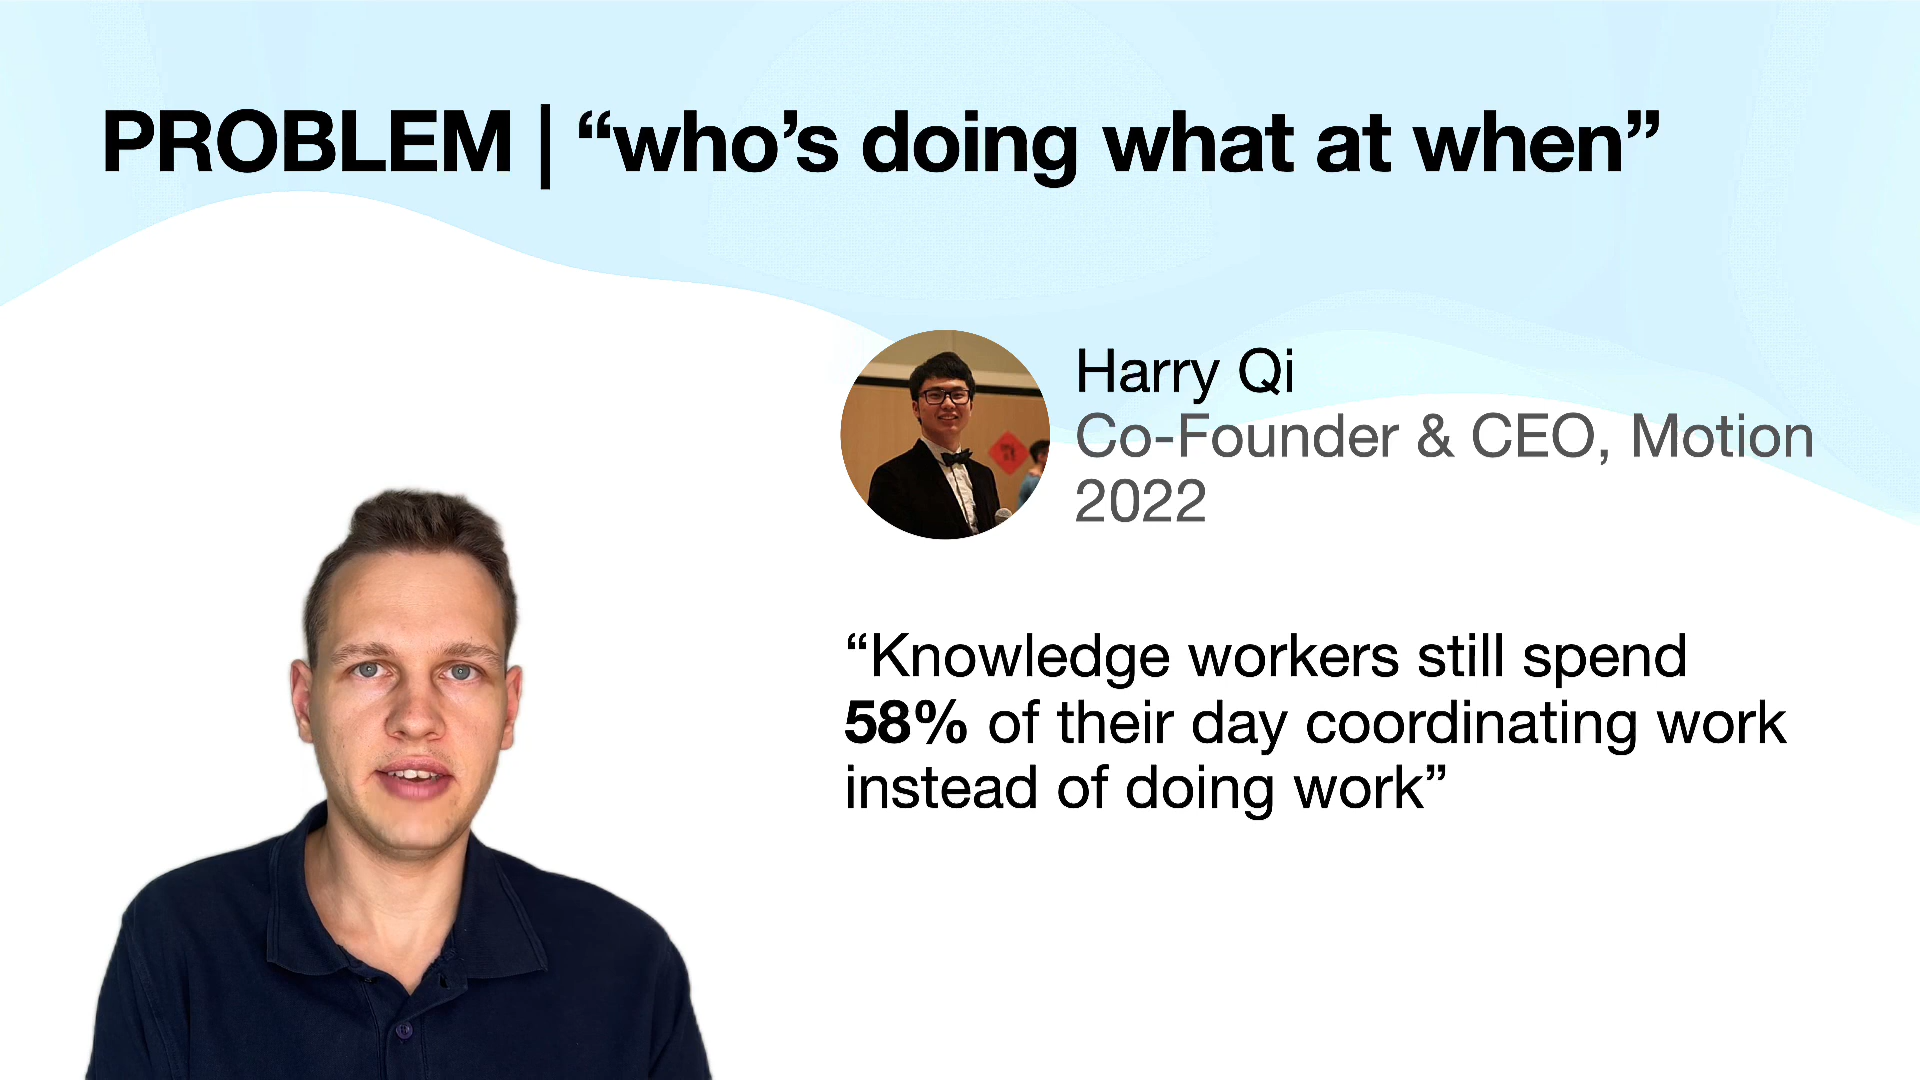 PROBLEM | “who’s doing what at when”
Harry Qi
Co-Founder & CEO, Motion
2022
“Knowledge workers still spend
58% of their day coordinating work
instead of doing work”